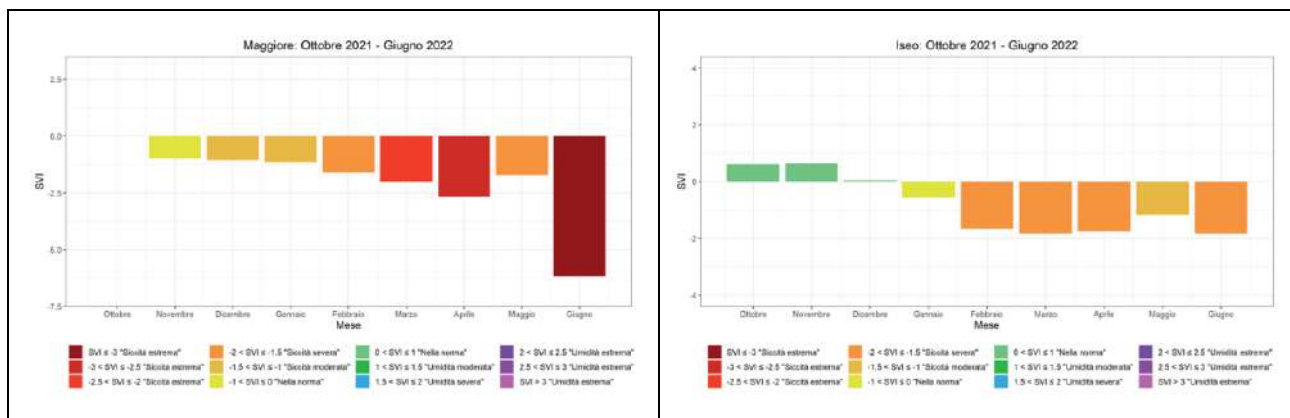 Maggiore: Ottobre 2021 - Giugno 2022
2.5
0.0
-2.5
-5.0
-7.5
SVI
Ottobre Novembre Dicembre Gennaio Febbraio Marzo Aprile Maggio Giugno
Mese
SVI ≤ -3 "Siccità estrema" -2 < SVI ≤ -1.5 "Siccità severa" 0 < SVI ≤ 1 "Nella norma" 2 < SVI ≤ 2.5 "Umidità estrema"
-3 < SVI ≤ -2.5 "Siccità estrema" -1.5 < SVI ≤ -1 "Siccità moderata" 1 < SVI ≤ 1.5 "Umidità moderata" 2.5 < SVI ≤ 3 "Umidità estrema"
-2.5 < SVI ≤ -2 "Siccità estrema" -1 < SVI ≤ 0 "Nella norma" 1.5 < SVI ≤ 2 "Umidità severa" SVI > 3 "Umidità estrema"
Iseo: Ottobre 2021 - Giugno 2022
4
2
0
-2
-4
SVI
Ottobre Novembre Dicembre Gennaio Febbraio Marzo Aprile Maggio Giugno
Mese
SVI ≤ -3 "Siccità estrema" -2 < SVI ≤ -1.5 "Siccità severa" 0 < SVI ≤ 1 "Nella norma" 2 < SVI ≤ 2.5 "Umidità estrema"
-3 < SVI ≤ -2.5 "Siccità estrema" -1.5 < SVI ≤ -1 "Siccità moderata" 1 < SVI ≤ 1.5 "Umidità moderata" 2.5 < SVI ≤ 3 "Umidità estrema"
-2.5 < SVI ≤ -2 "Siccità estrema" -1 < SVI ≤ 0 "Nella norma" 1.5 < SVI ≤ 2 "Umidità severa" SVI > 3 "Umidità estrema"